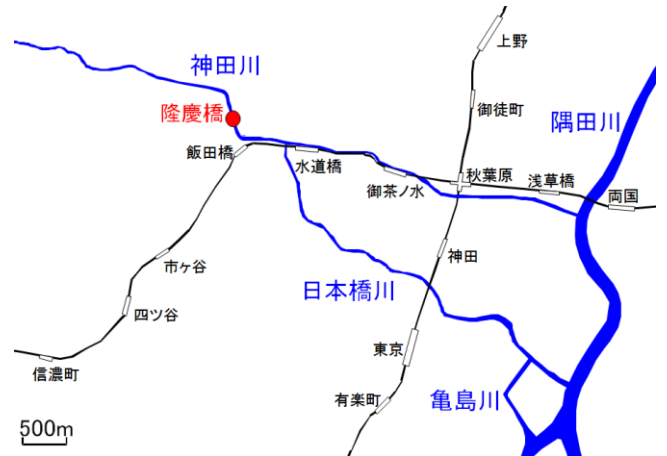 上野
神田川
御徒町
隆慶橋
隅田川
飯田橋
水道橋
御茶ノ水
秋葉原
浅草橋
両国
市ヶ谷
神田
日本橋川
四ツ谷
東京
信濃町
有楽町
亀島川
500m